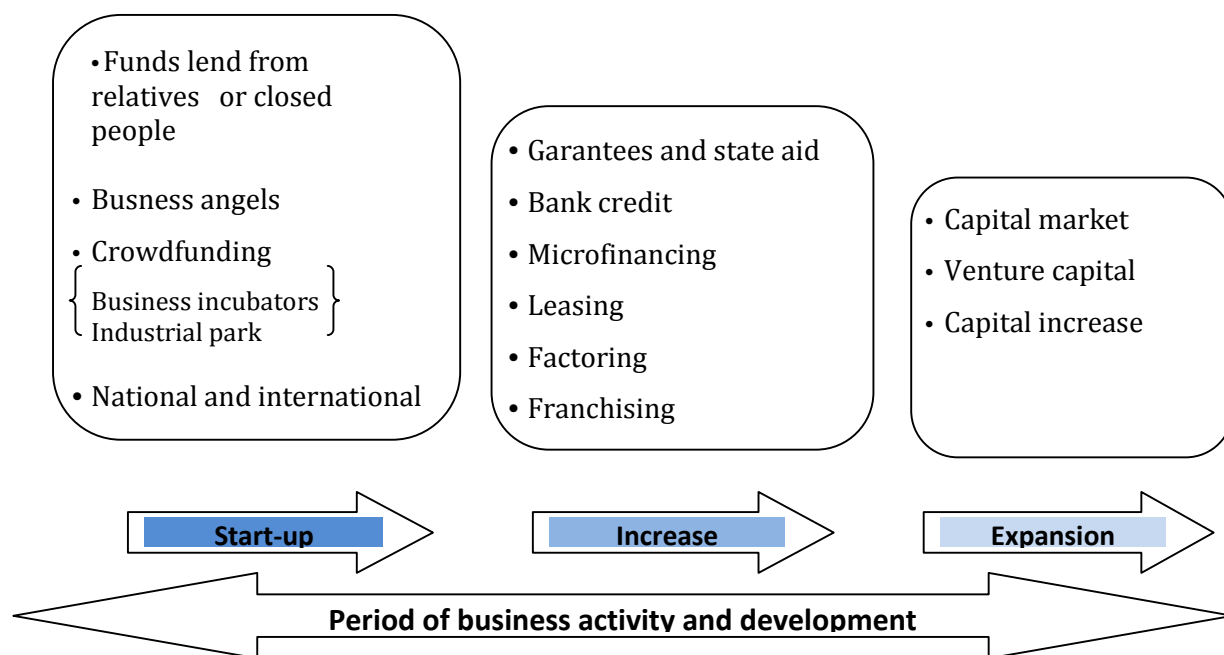 •Funds lend from
relatives or closed
people
• Busness angels
• Crowdfunding
Business incubators
Industrial park
• National and international
• Garantees and state aid
• Bank credit
• Microfinancing
• Leasing
• Factoring
• Franchising
• Capital market
• Venture capital
• Capital increase
Start-up
Increase
Expansion
Period of business activity and development